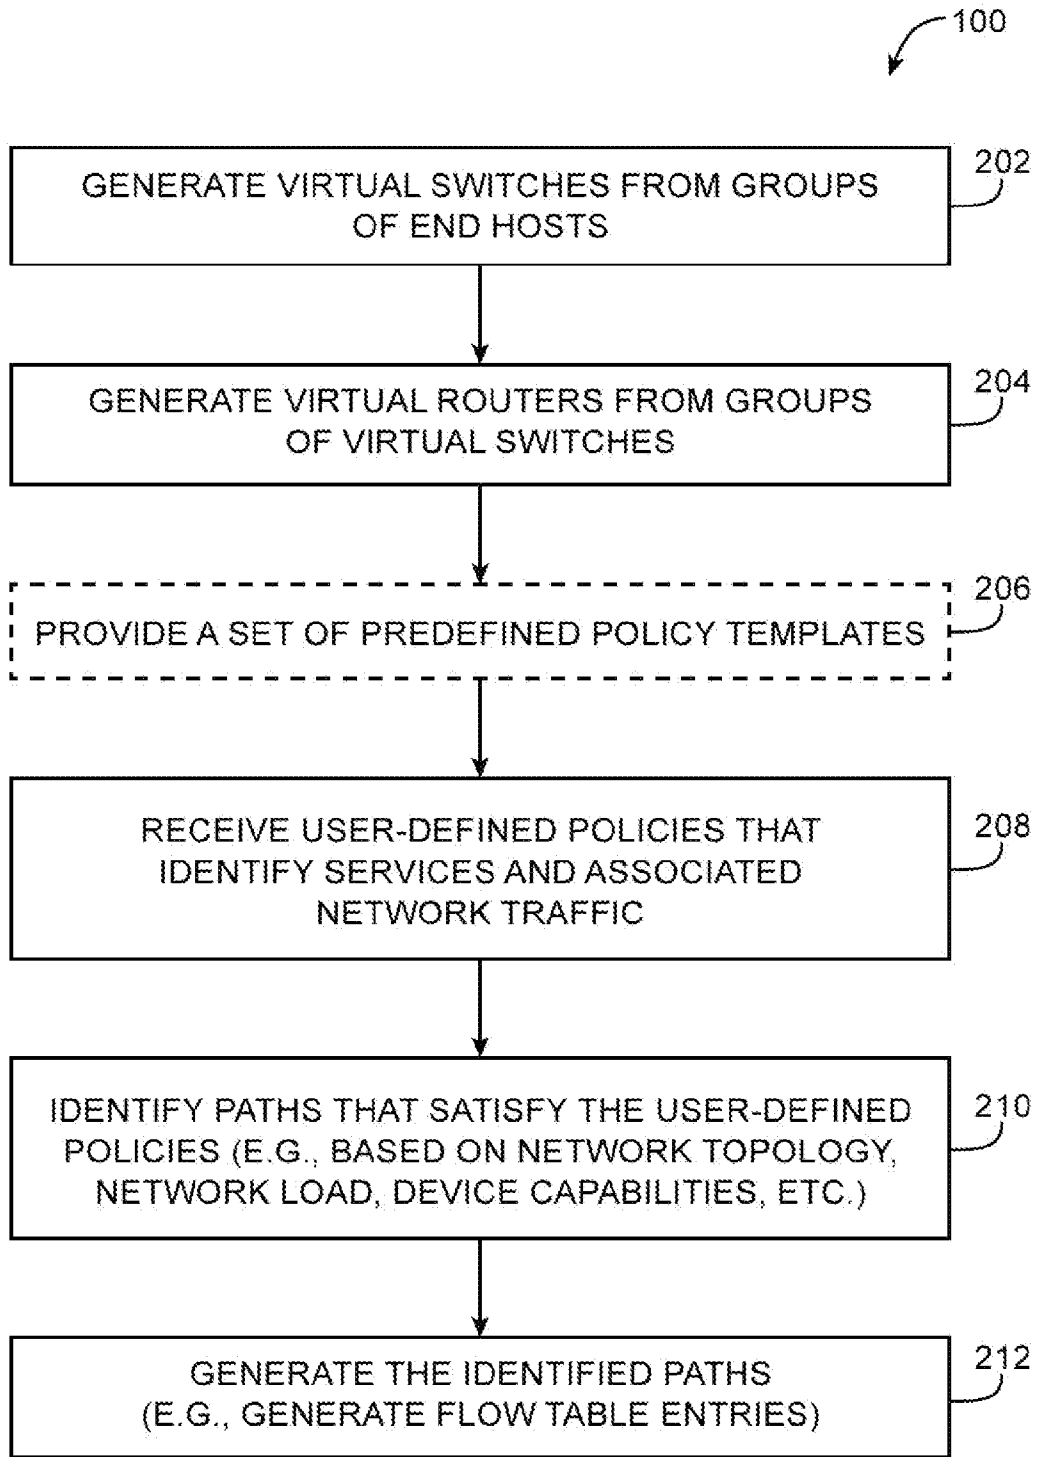 100
202
GENERATE VIRTUAL SWITCHES FROM GROUPS
OF END HOSTS
204
GENERATE VIRTUAL ROUTERS FROM GROUPS
OF VIRTUAL SWITCHES
206
PROVIDE A SET OF PREDEFINED POLICY TEMPLATES
208
RECEIVE USER-DEFINED POLICIES THAT
IDENTIFY SERVICES AND ASSOCIATED
NETWORK TRAFFIC
210
IDENTIFY PATHS THAT SATISFY THE USER-DEFINED
POLICIES (E.G., BASED ON NETWORK TOPOLOGY,
NETWORK LOAD, DEVICE CAPABILITIES, ETC.)
212
GENERATE THE IDENTIFIED PATHS
(E.G., GENERATE FLOW TABLE ENTRIES)